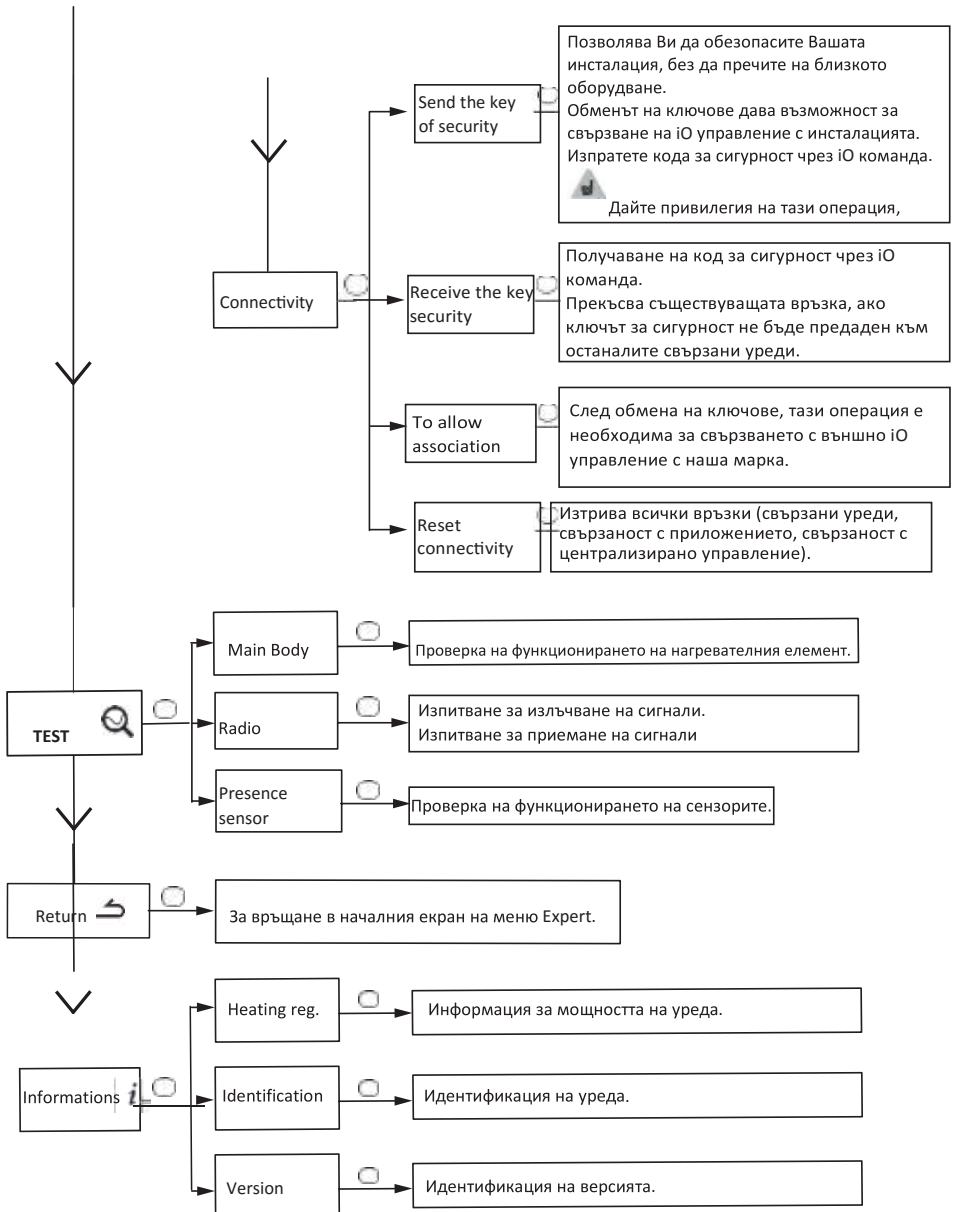 Позволява Ви да обезопасите Вашата
инсталация, без да пречите на близкото
оборудване.
Обменът на ключове дава възможност за
свързване на iO управление с инсталацията.
Изпратете кода за сигурност чрез iO команда.
Дайте привилегия на тази операция,
Send the key
of security
Connectivity
Receive the key
security
Получаване на код за сигурност чрез iO
команда.
Прекъсва съществуващата връзка, ако
ключът за сигурност не бъде предаден към
останалите свързани уреди.
To allow
association
След обмена на ключове, тази операция е
необходима за свързването с външно iO
управление с наша марка.
Reset
connectivity
Изтрива всички връзки (свързани уреди,
свързаност с приложението, свързаност с
централизирано управление).
TEST
Main Body
Проверка на функционирането на нагревателния елемент.
Radio
Изпитване за излъчване на сигнали.
Изпитване за приемане на сигнали
Presence
sensor
Проверка на функционирането на сензорите.
Return
За връщане в началния екран на меню Expert.
Informations i
Heating reg.
Информация за мощността на уреда.
Identification
Идентификация на уреда.
Version
Идентификация на версията.